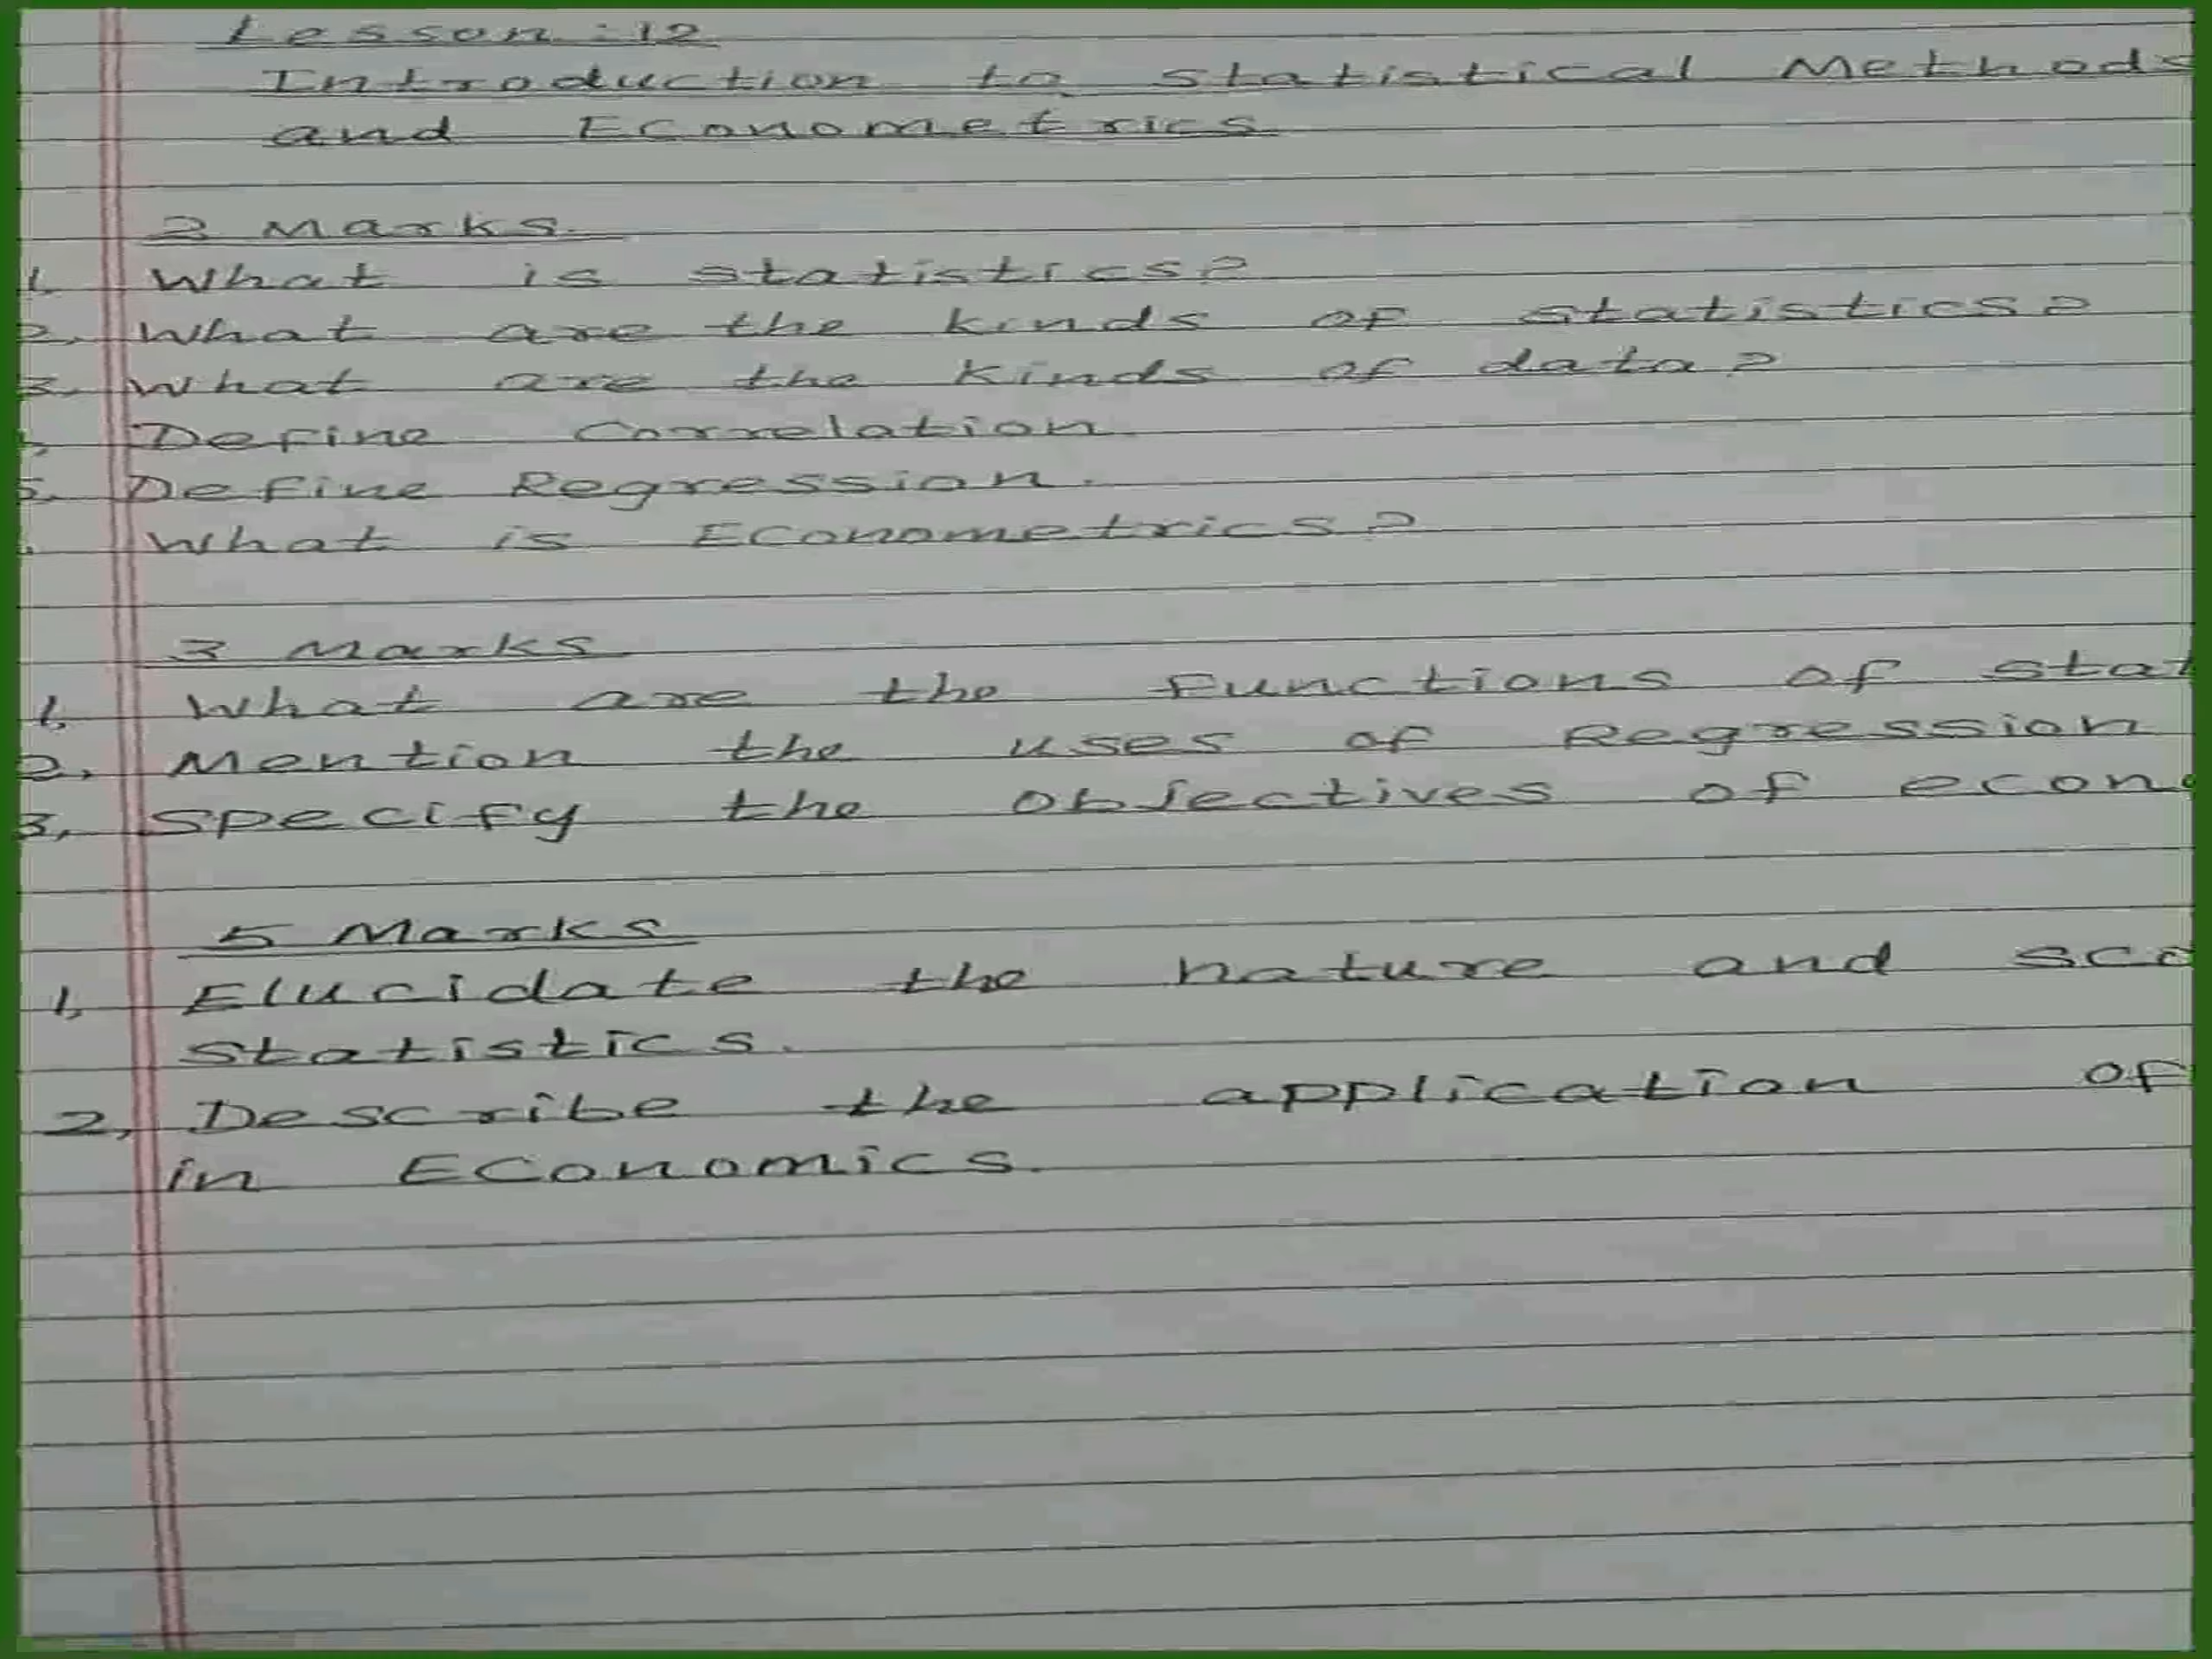 Lesson : 12
Introduction to Statistical Methods
and Econometrics
2 Marks
1. What is statistics?
2. What are the kinds of statistics?
3. What are the kinds of data?
Define Correlation
5. Define Regression.
What is Econometrics?
3 Marks
1. What are the Functions of stat
2. Mention the uses of Regression
3. Specify the objectives of econo
5 Marks
1. Elucidate the nature and sco
Statistics.
2, Describe the application of
in Economics.